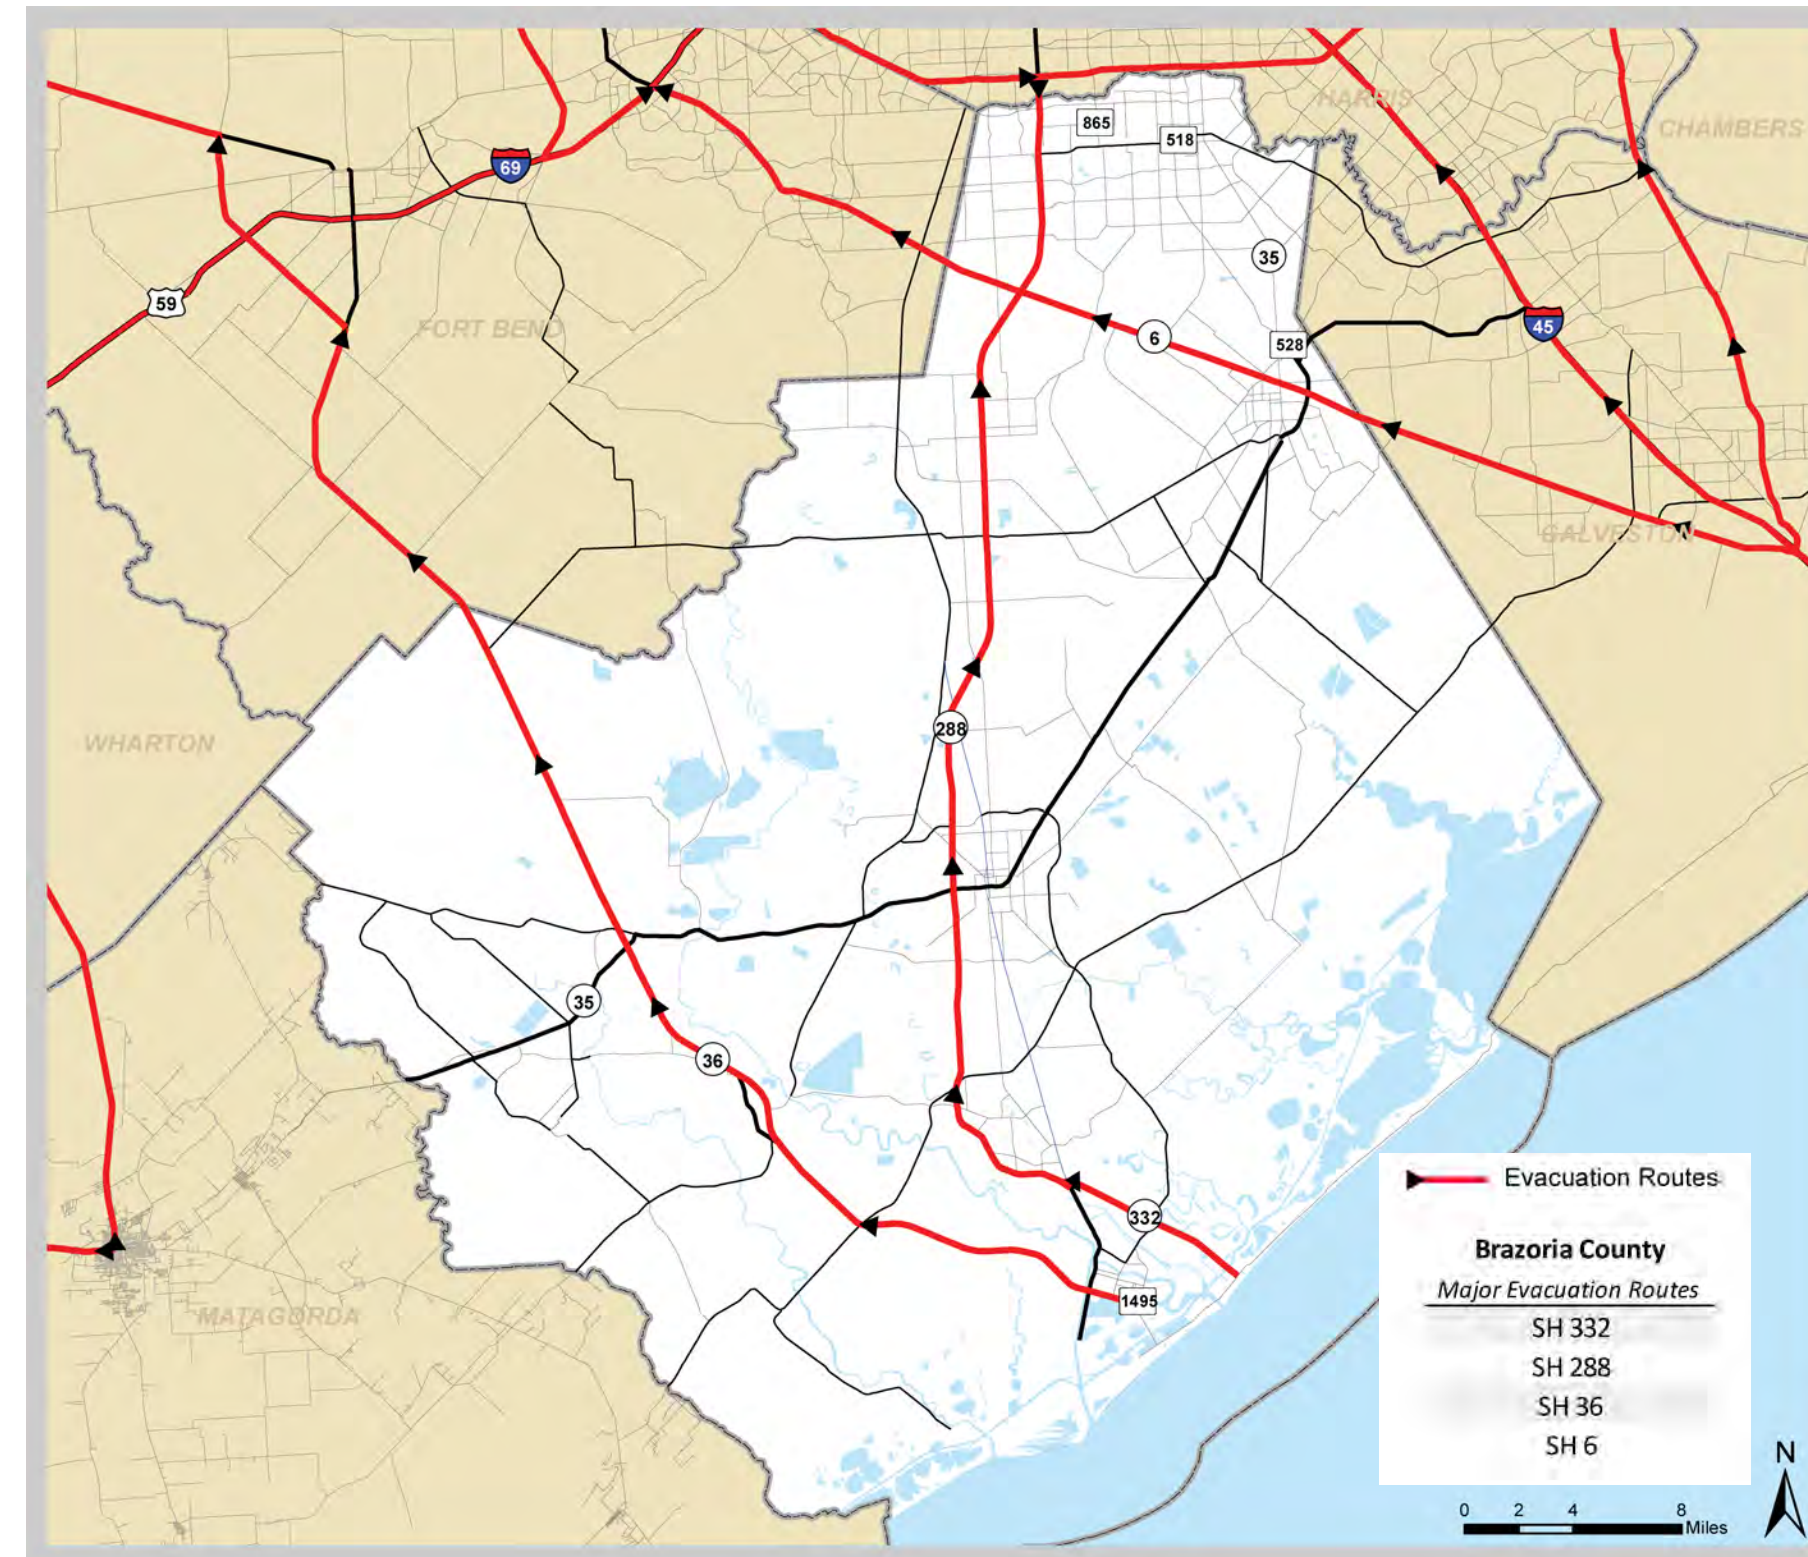 HARRIS
CHAMBERS
865
518
69
35
59
FORT BEND
6
528
45
GALVESTON
288
WHARTON
35
36
332
1495
MATAGORDA
Evacuation Routes
Brazoria County
Major Evacuation Routes
SH 332
SH 288
SH 36
SH 6
N
0 2 4 8
Miles